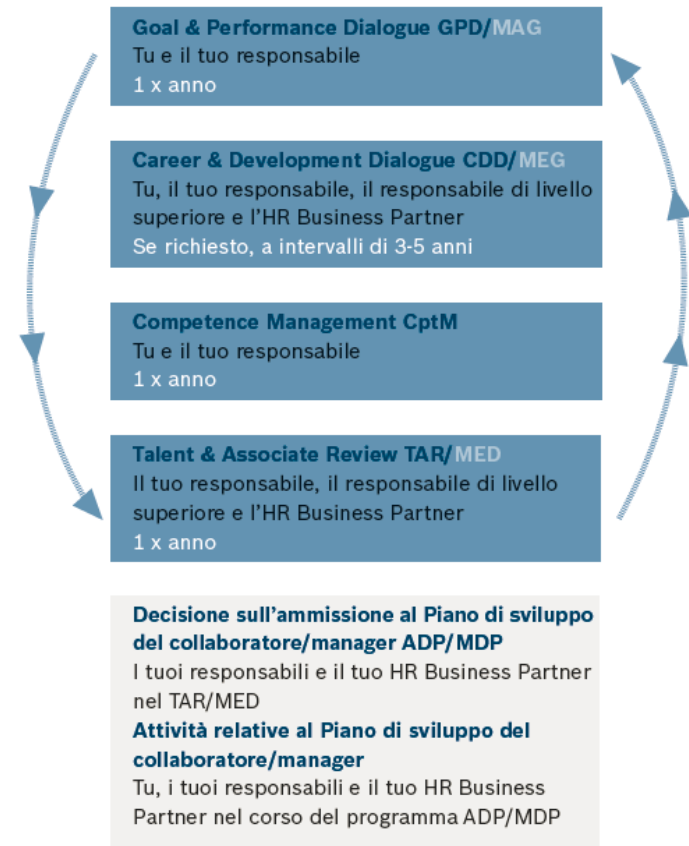 Goal & Performance Dialogue GPD/MAG
Tu e il tuo responsabile
1 x anno
Career & Development Dialogue CDD/MEG
Tu, il tuo responsabile, il responsabile di livello
superiore e l'HR Business Partner
Se richiesto, a intervalli di 3-5 anni
Competence Management CptM
Tu e il tuo responsabile
1 x anno
Talent & Associate Review TAR/MED
Il tuo responsabile, il responsabile di livello
superiore e l'HR Business Partner
1 x anno
Decisione sull'ammissione al Piano di sviluppo
del collaboratore/manager ADP/MDP
I tuoi responsabili e il tuo HR Business Partner
nel TAR/MED
Attività relative al Piano di sviluppo del
collaboratore/manager
Tu, i tuoi responsabili e il tuo HR Business
Partner nel corso del programma ADP/MDP